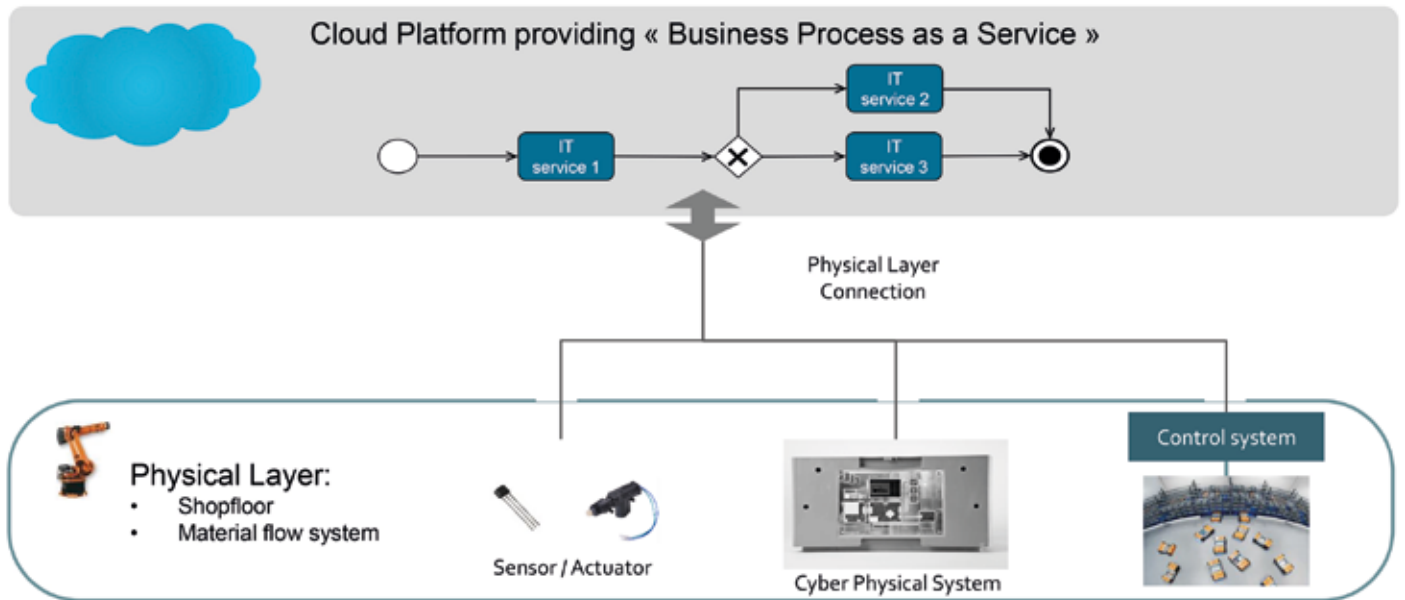 Cloud Platform providing « Business Process as a Service »
IT
service 2
IT
service 1
IT
service 3
Physical Layer
Connection
Control system
Physical Layer:
• Shopfloor
• Material flow system
Sensor / Actuator
Cyber Physical System